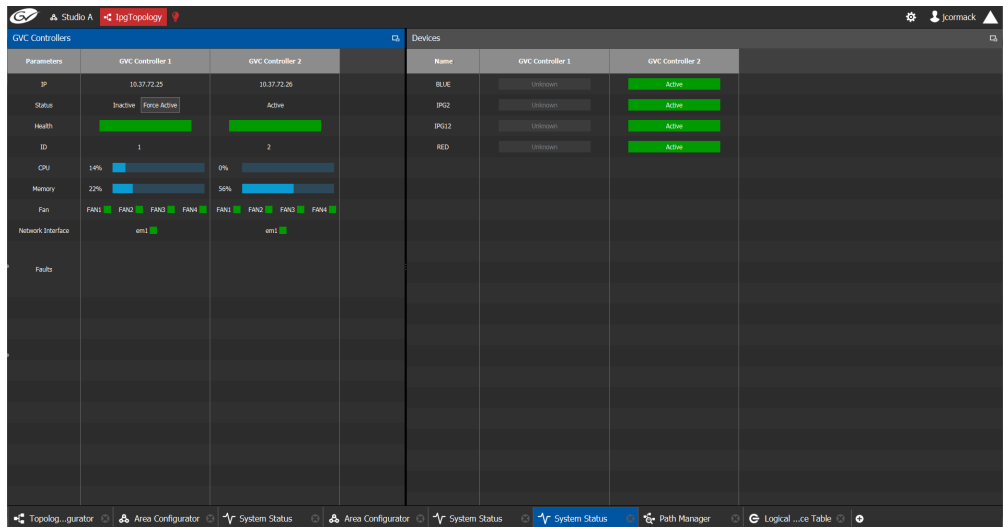 GV Studio A IpgTopology Jcormack
GVC Controllers
Parameters GVC Controller 1 GVC Controller 2
IP 10.37.72.25 10.37.72.26
Status Inactive Force Active Active
Health
ID 1 2
CPU 14% 0%
Memory 22% 56%
Fan FAN1 FAN2 FAN3 FAN4 FAN1 FAN2 FAN3 FAN4
Network Interface em1 em1
Faults
Devices
Name GVC Controller 1 GVC Controller 2
BLUE Unknown Active
IPG2 Unknown Active
IPG12 Unknown Active
RED Unknown Active
Topolog...gurator Area Configurator System Status Area Configurator System Status System Status Path Manager Logical ...ce Table